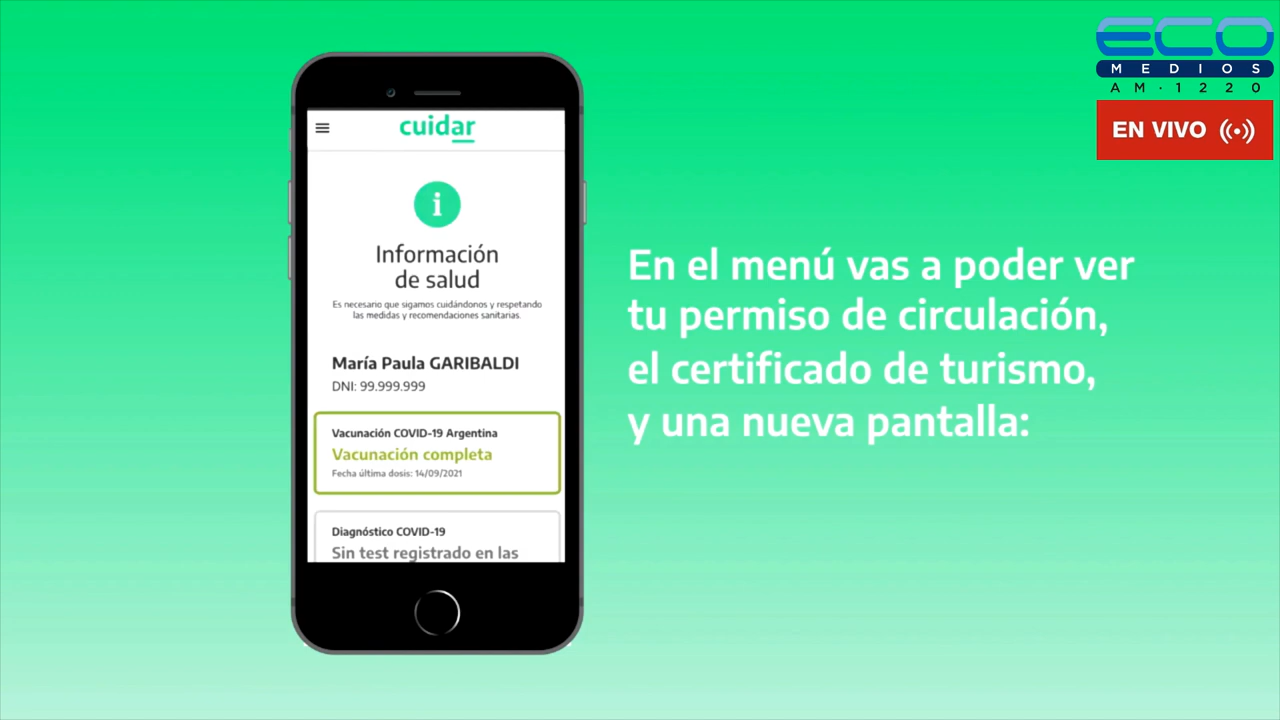 ECO
MEDIOS
AM·1220
EN VIVO
cuidar
i
Información
de salud
Es necesario que sigamos cuidándonos y respetando
las medidas y recomendaciones sanitarias.
María Paula GARIBALDI
DNI: 99.999.999
Vacunación COVID-19 Argentina
Vacunación completa
Fecha última dosis: 14/09/2021
Diagnóstico COVID-19
Sin test registrado en las
En el menú vas a poder ver
tu permiso de circulación,
el certificado de turismo,
y una nueva pantalla: